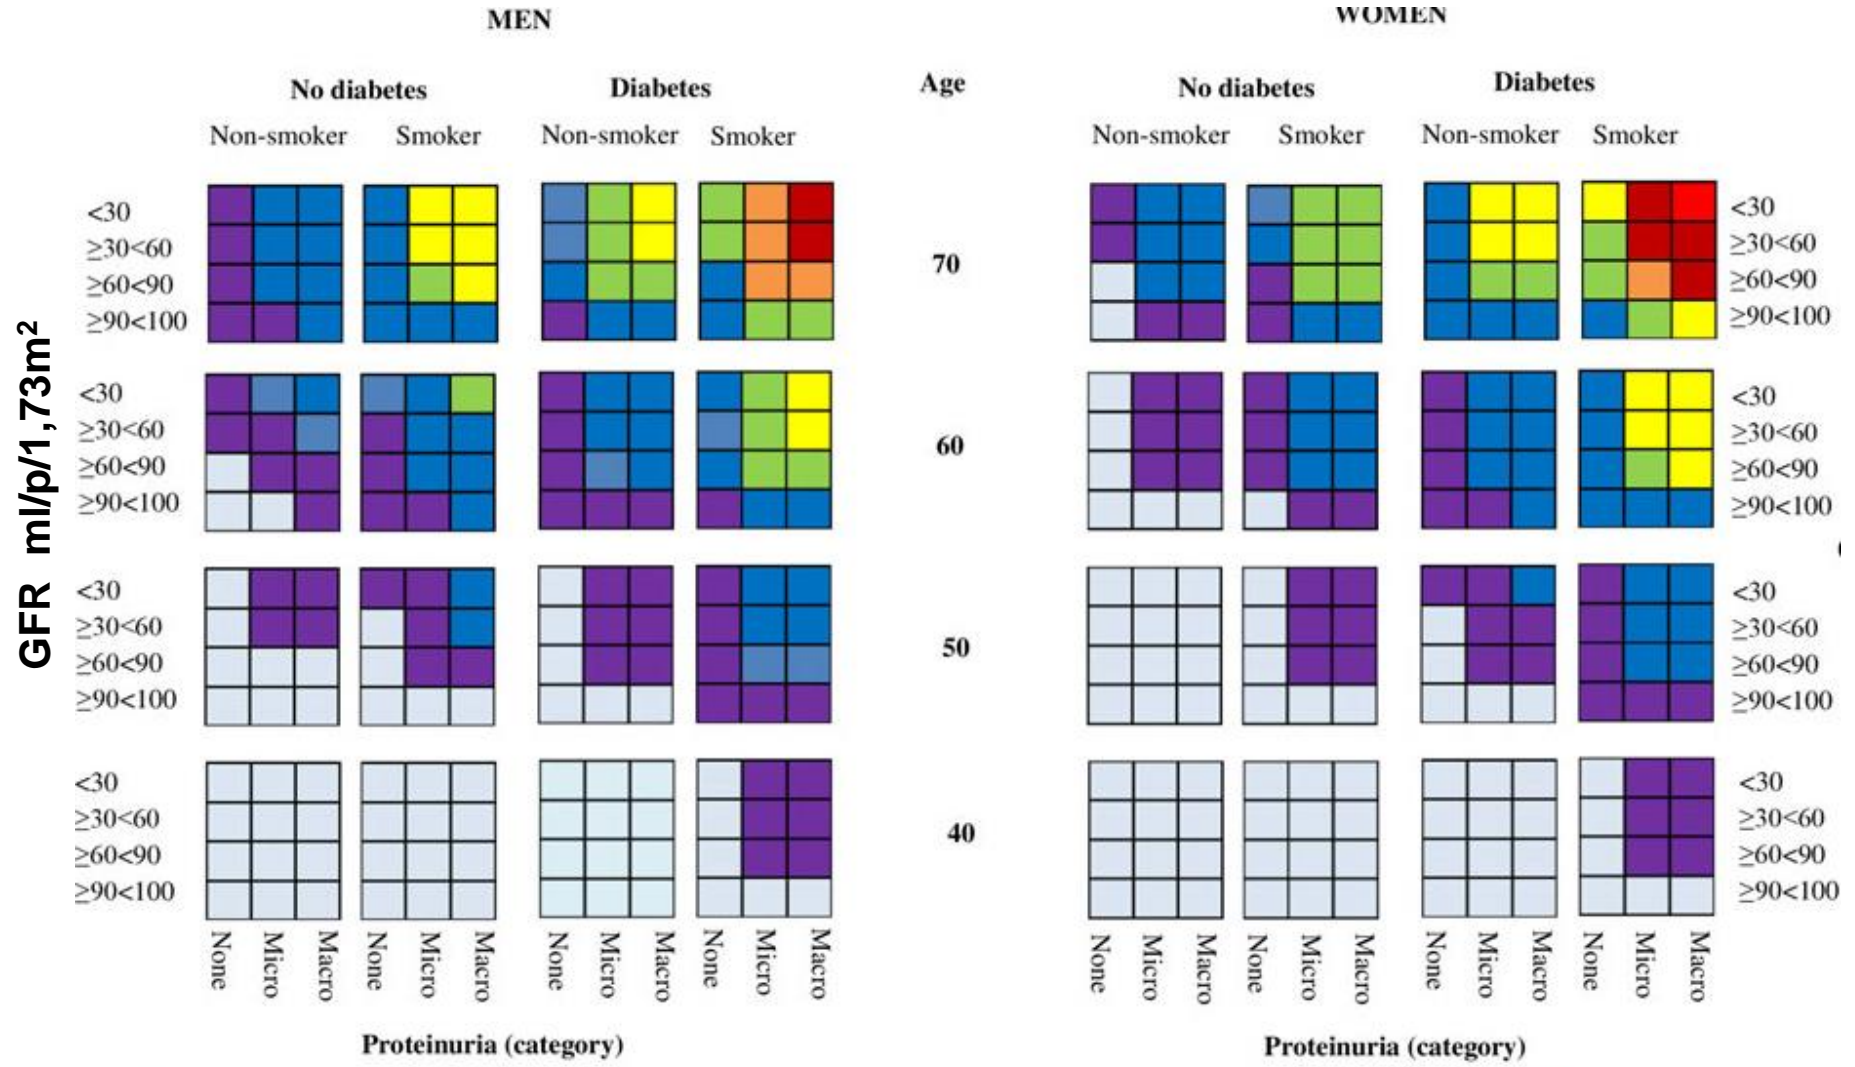 MEN
WOMEN
No diabetes Diabetes Age No diabetes Diabetes
Non-smoker Smoker Non-smoker Smoker Non-smoker Smoker Non-smoker Smoker
GFR ml/p/1,73m²
<30 <30
≥30<60 ≥30<60
70
≥60<90 ≥60<90
≥90<100 ≥90<100
<30 <30
≥30<60 ≥30<60
60
≥60<90 ≥60<90
≥90<100 ≥90<100
<30 <30
≥30<60 ≥30<60
50
≥60<90 ≥60<90
≥90<100 ≥90<100
<30 <30
≥30<60 ≥30<60
40
≥60<90 ≥60<90
≥90<100 ≥90<100
None Micro Macro None Micro Macro None Micro Macro None Micro Macro None Micro Macro None Micro Macro None Micro Macro None Micro Macro
Proteinuria (category) Proteinuria (category)